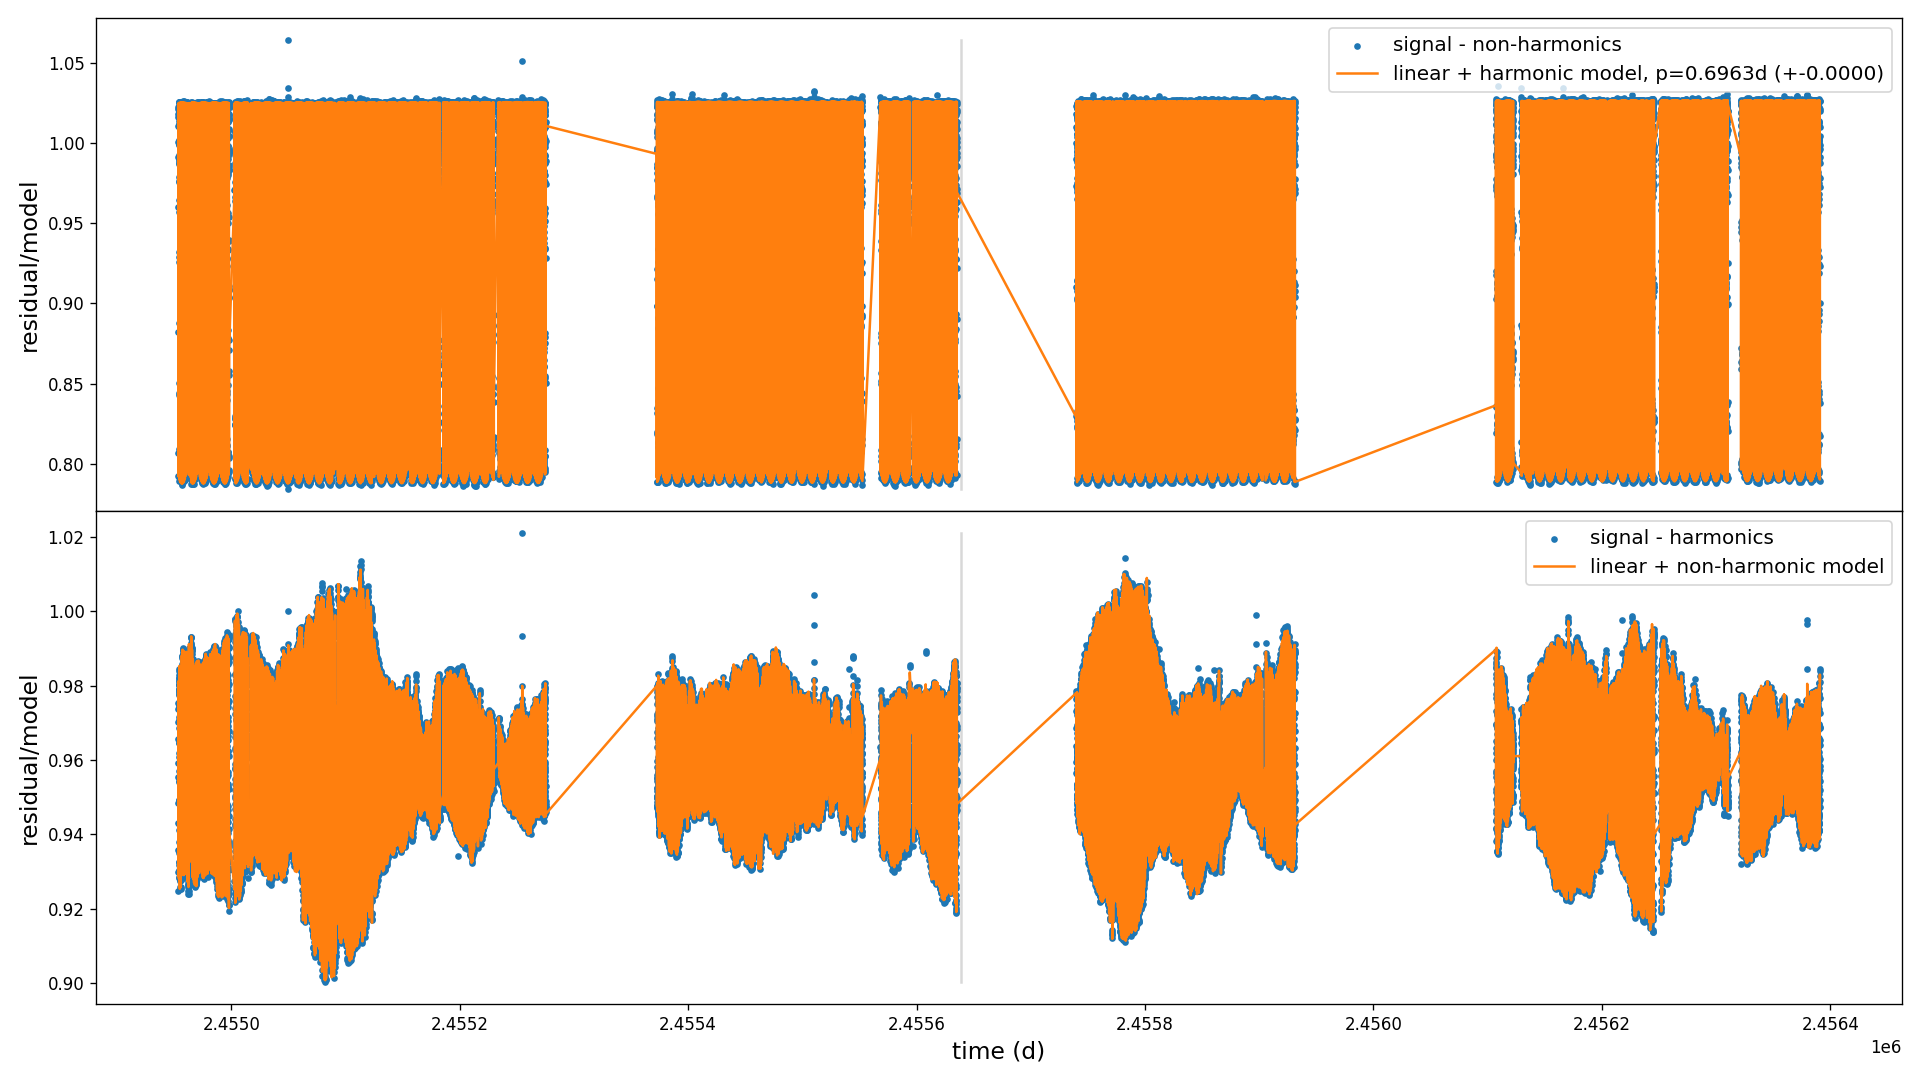 signal - non-harmonics
linear + harmonic model, p=0.6963d (+-0.0000)
residual/model
1.05
1.00
0.95
0.90
0.85
0.80
signal - harmonics
linear + non-harmonic model
residual/model
1.02
1.00
0.98
0.96
0.94
0.92
0.90
2.4550 2.4552 2.4554 2.4556 2.4558 2.4560 2.4562 2.4564
1e6
time (d)